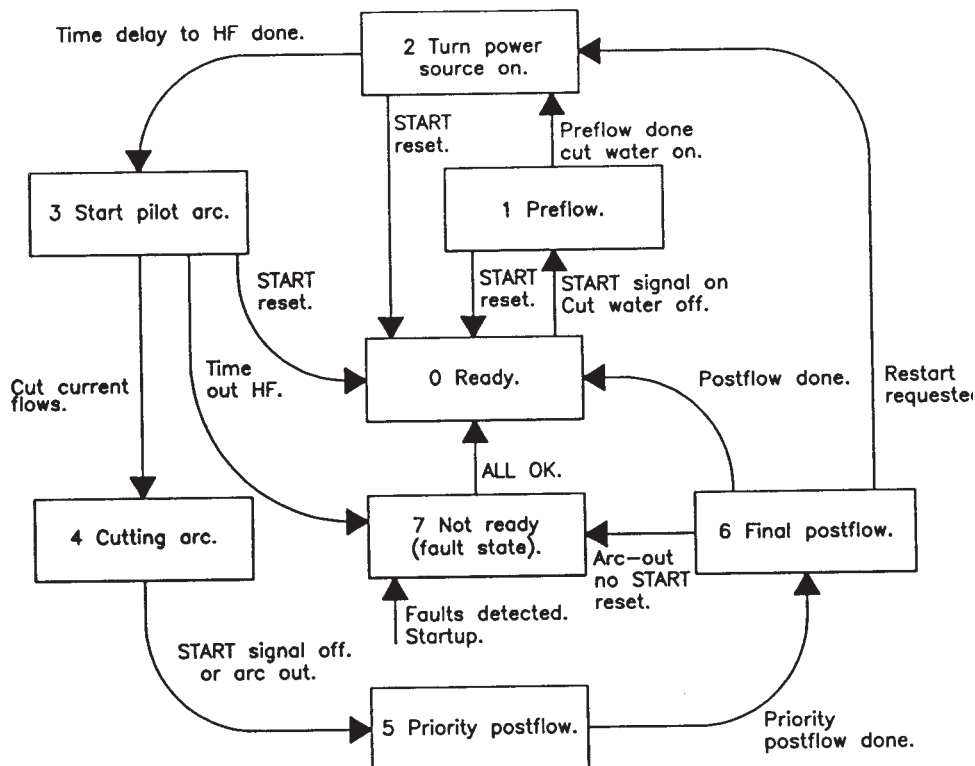 Time delay to HF done.
2 Turn power
source on.
START
reset.
Preflow done
cut water on.
3 Start pilot arc.
1 Preflow.
START
reset.
START
reset.
START signal on
Cut water off.
Time
out HF.
0 Ready.
Postflow done.
Restart
requested
Cut current
flows.
ALL OK.
4 Cutting arc.
7 Not ready
(fault state).
6 Final postflow.
Arc-out
no START
reset.
Faults detected.
Startup.
START signal off.
or arc out.
5 Priority postflow.
Priority
postflow done.